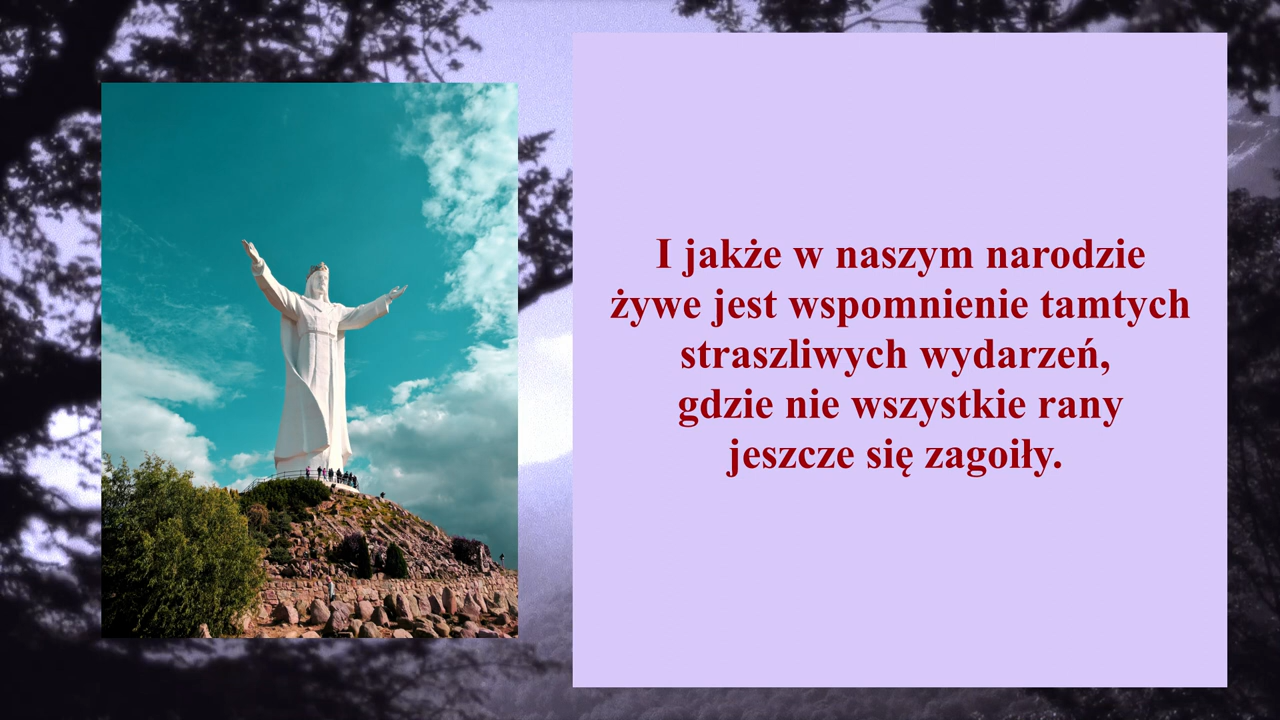 I jakże w naszym narodzie
żywe jest wspomnienie tamtych
straszliwych wydarzeń,
gdzie nie wszystkie rany
jeszcze się zagoiły.